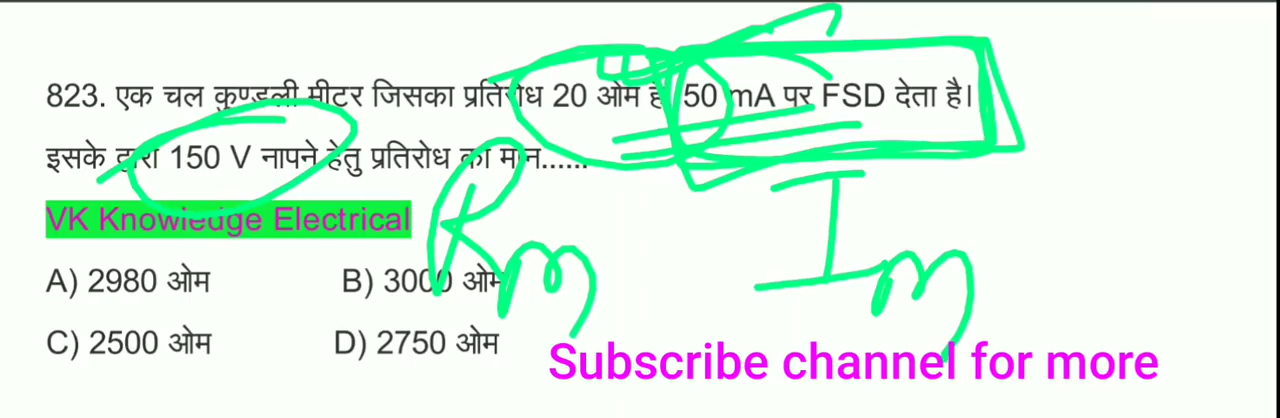 823. एक चल कुण्डली मीटर जिसका प्रतिरोध 20 ओम है 50 mA पर FSD देता है।
इसके द्वारा 150 V नापने हेतु प्रतिरोध का मान......
VK Knowledge Electrical
A) 2980 ओम B) 3000 ओम
C) 2500 ओम D) 2750 ओम
Rm Im
Subscribe channel for more